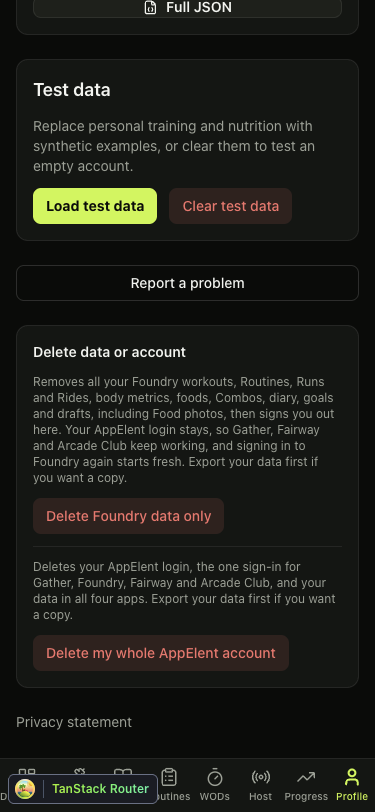 Full JSON
Test data
Replace personal training and nutrition with
synthetic examples, or clear them to test an
empty account.
Load test data
Clear test data
Report a problem
Delete data or account
Removes all your Foundry workouts, Routines, Runs
and Rides, body metrics, foods, Combos, diary, goals
and drafts, including Food photos, then signs you out
here. Your AppElent login stays, so Gather, Fairway
and Arcade Club keep working, and signing in to
Foundry again starts fresh. Export your data first if
you want a copy.
Delete Foundry data only
Deletes your AppElent login, the one sign-in for
Gather, Foundry, Fairway and Arcade Club, and your
data in all four apps. Export your data first if you want
a copy.
Delete my whole AppElent account
Privacy statement
TanStack Router
WODs
Host
Progress
Profile